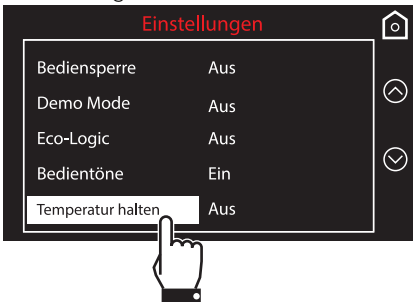 Einstellungen
Bediensperre Aus
Demo Mode Aus
Eco-Logic Aus
Bedientöne Ein
Temperatur halten Aus